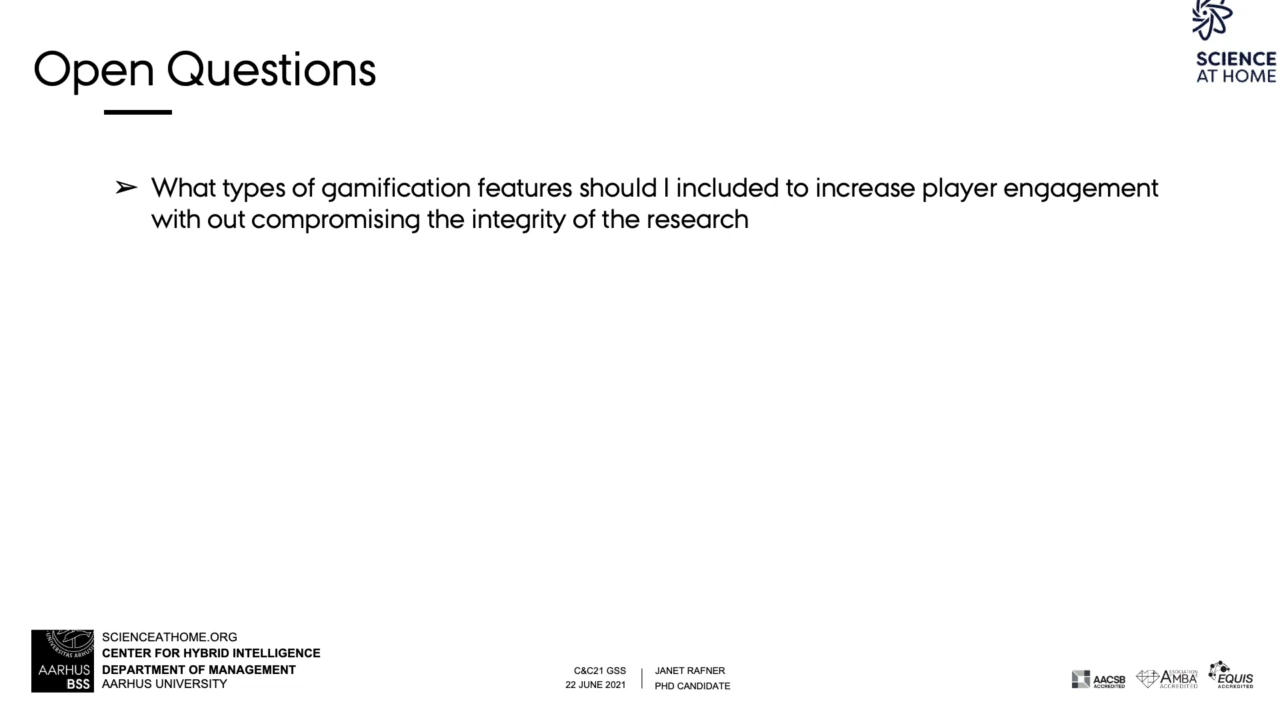 SCIENCE
AT HOME
Open Questions
➢ What types of gamification features should I included to increase player engagement
with out compromising the integrity of the research
SCIENCEATHOME.ORG
CENTER FOR HYBRID INTELLIGENCE
DEPARTMENT OF MANAGEMENT
AARHUS UNIVERSITY
AARHUS
BSS
C&C21 GSS
22 JUNE 2021
JANET RAFNER
PHD CANDIDATE
AACSB
ACCREDITED
ASSOCIATION
AMBA
ACCREDITED
EQUIS
ACCREDITED